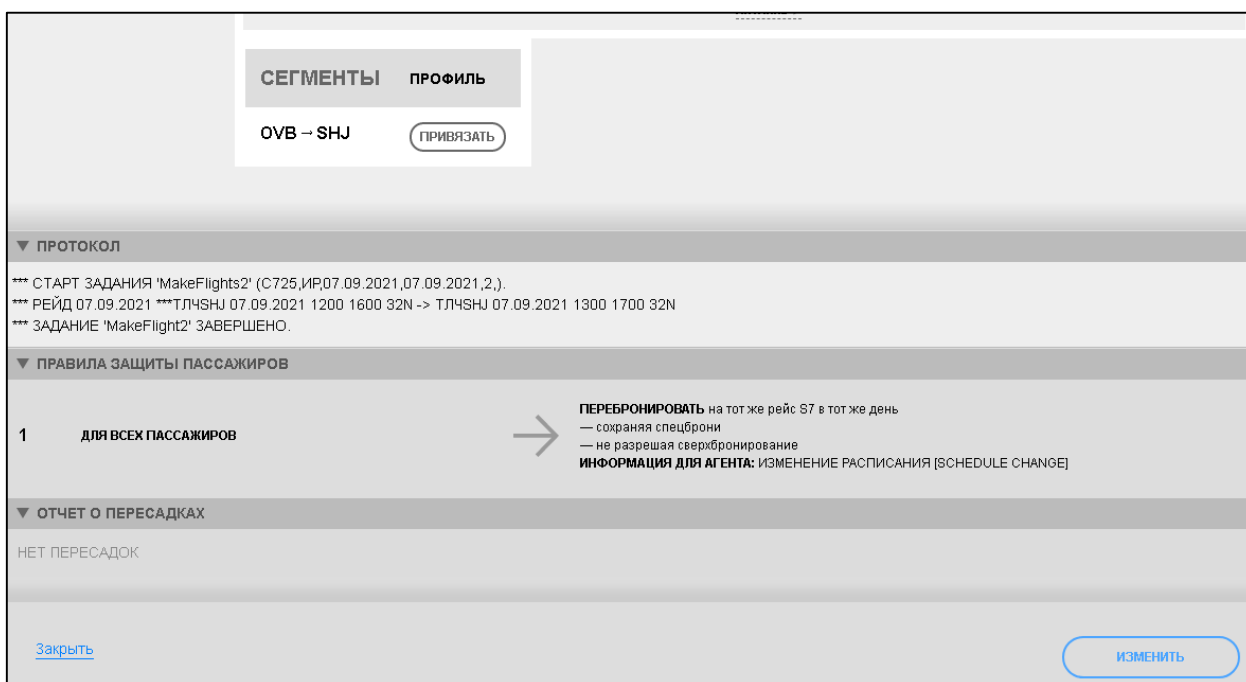 СЕГМЕНТЫ ПРОФИЛЬ
OVB → SHJ ПРИВЯЗАТЬ
▼ ПРОТОКОЛ
*** СТАРТ ЗАДАНИЯ 'MakeFlights2' (С725,ИР,07.09.2021,07.09.2021,2,).
*** РЕЙД 07.09.2021 ***ТЛЧSHJ 07.09.2021 1200 1600 32N -> ТЛЧSHJ 07.09.2021 1300 1700 32N
*** ЗАДАНИЕ 'MakeFlight2' ЗАВЕРШЕНО.
▼ ПРАВИЛА ЗАЩИТЫ ПАССАЖИРОВ
1 ДЛЯ ВСЕХ ПАССАЖИРОВ
ПЕРЕБРОНИРОВАТЬ на тот же рейс S7 в тот же день
— сохраняя спецброни
— не разрешая сверхбронирование
ИНФОРМАЦИЯ ДЛЯ АГЕНТА: ИЗМЕНЕНИЕ РАСПИСАНИЯ [SCHEDULE CHANGE]
▼ ОТЧЕТ О ПЕРЕСАДКАХ
НЕТ ПЕРЕСАДОК
Закрыть ИЗМЕНИТЬ